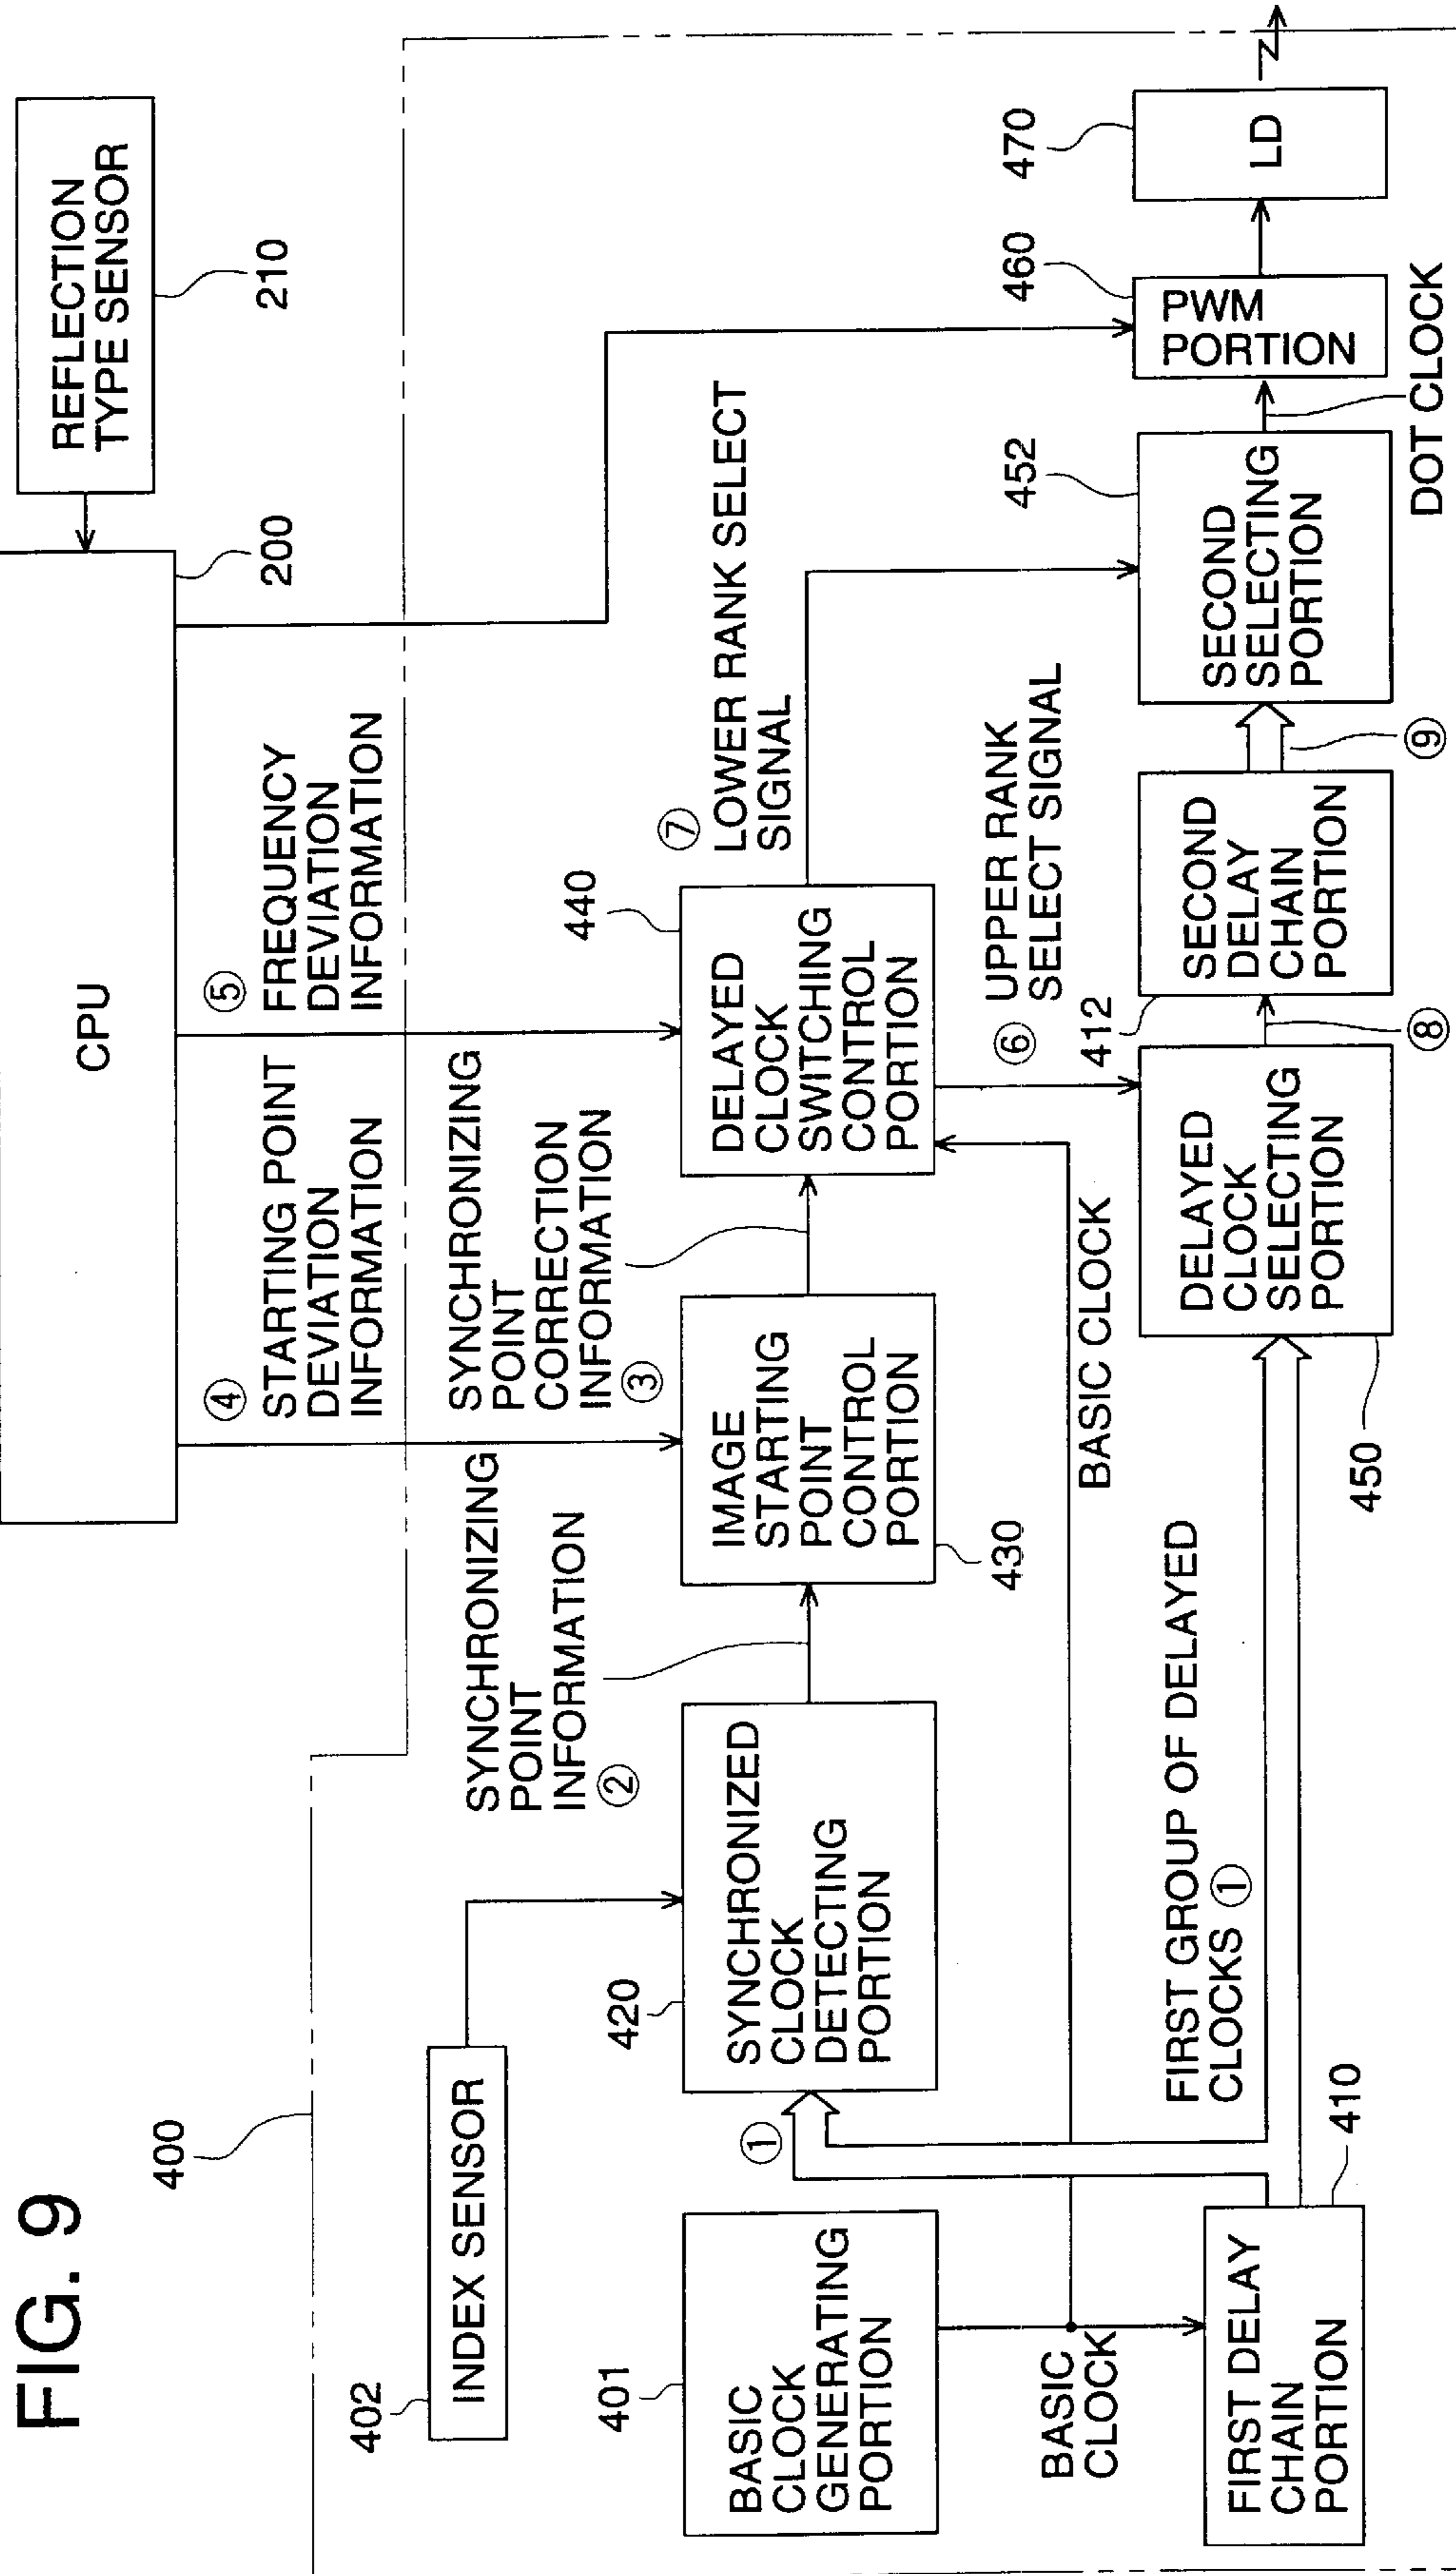 FIG. 9
CPU
REFLECTION
TYPE SENSOR
210
200
400
④ STARTING POINT
DEVIATION
INFORMATION
⑤ FREQUENCY
DEVIATION
INFORMATION
402
INDEX SENSOR
SYNCHRONIZING
POINT
INFORMATION
②
SYNCHRONIZING
POINT
CORRECTION
INFORMATION
③
401
BASIC
CLOCK
GENERATING
PORTION
420
SYNCHRONIZED
CLOCK
DETECTING
PORTION
①
IMAGE
STARTING
POINT
CONTROL
PORTION
430
440
DELAYED
CLOCK
SWITCHING
CONTROL
PORTION
⑦ LOWER RANK SELECT
SIGNAL
BASIC
CLOCK
BASIC CLOCK
⑥ UPPER RANK
SELECT SIGNAL
FIRST DELAY
CHAIN
PORTION
410
FIRST GROUP OF DELAYED
CLOCKS ①
450
DELAYED
CLOCK
SELECTING
PORTION
⑧
412
SECOND
DELAY
CHAIN
PORTION
⑨
452
SECOND
SELECTING
PORTION
DOT CLOCK
460
PWM
PORTION
470
LD